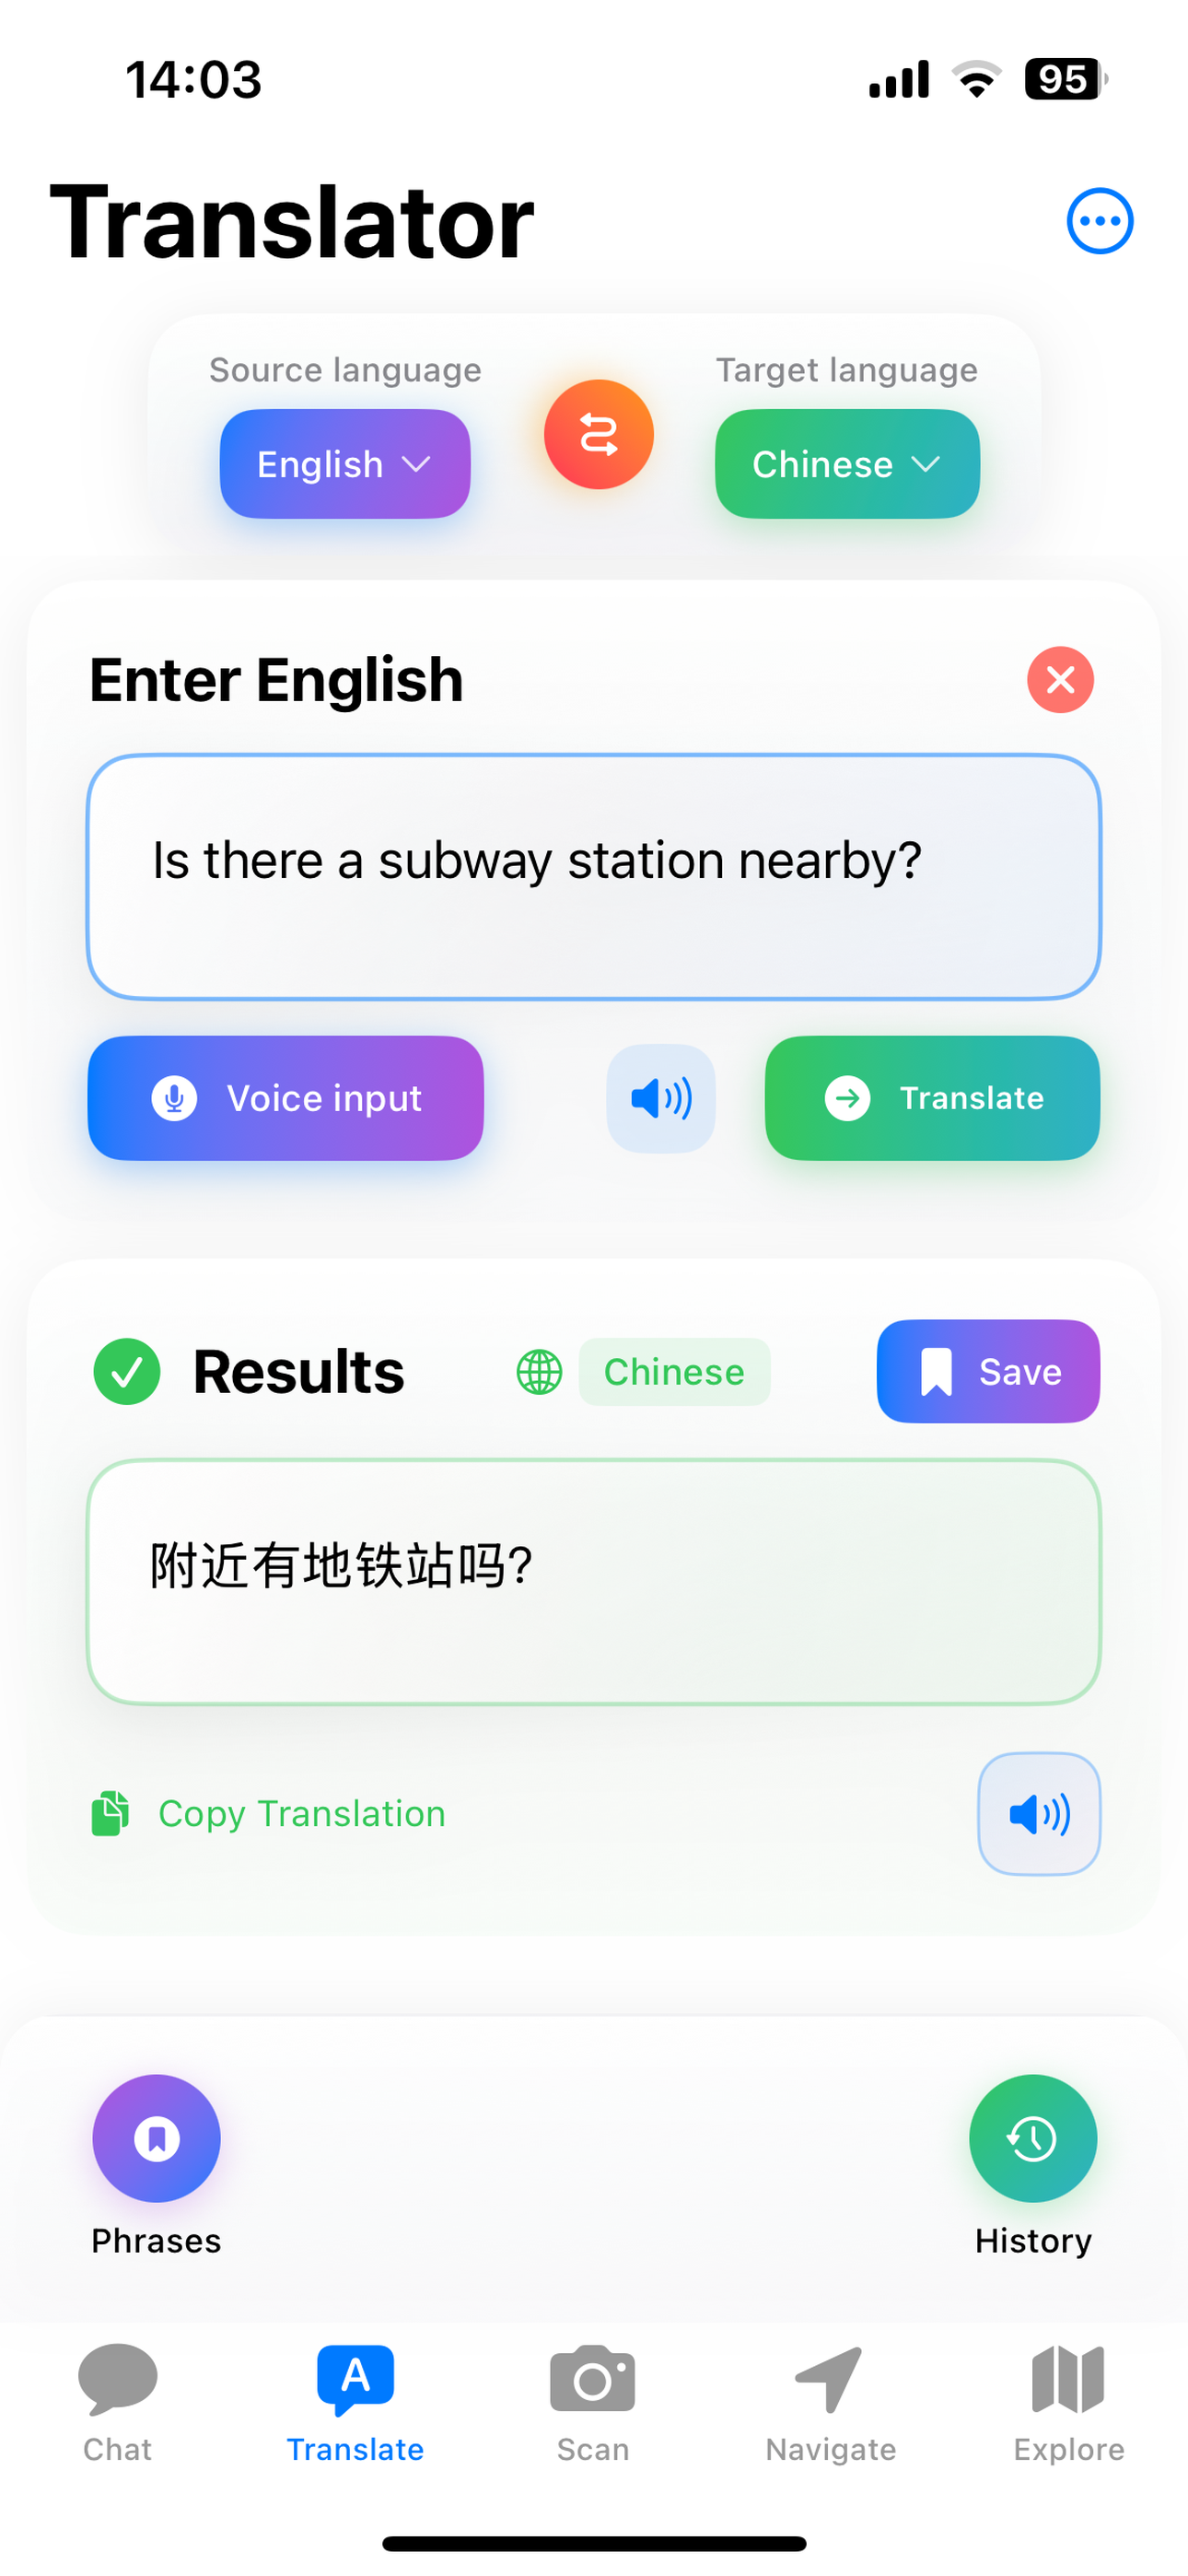 14:03
95
Translator
Source language
Target language
English
Chinese
Enter English
Is there a subway station nearby?
Voice input
Translate
Results
Chinese
Save
附近有地铁站吗?
Copy Translation
Phrases
History
A
Chat
Translate
Scan
Navigate
Explore